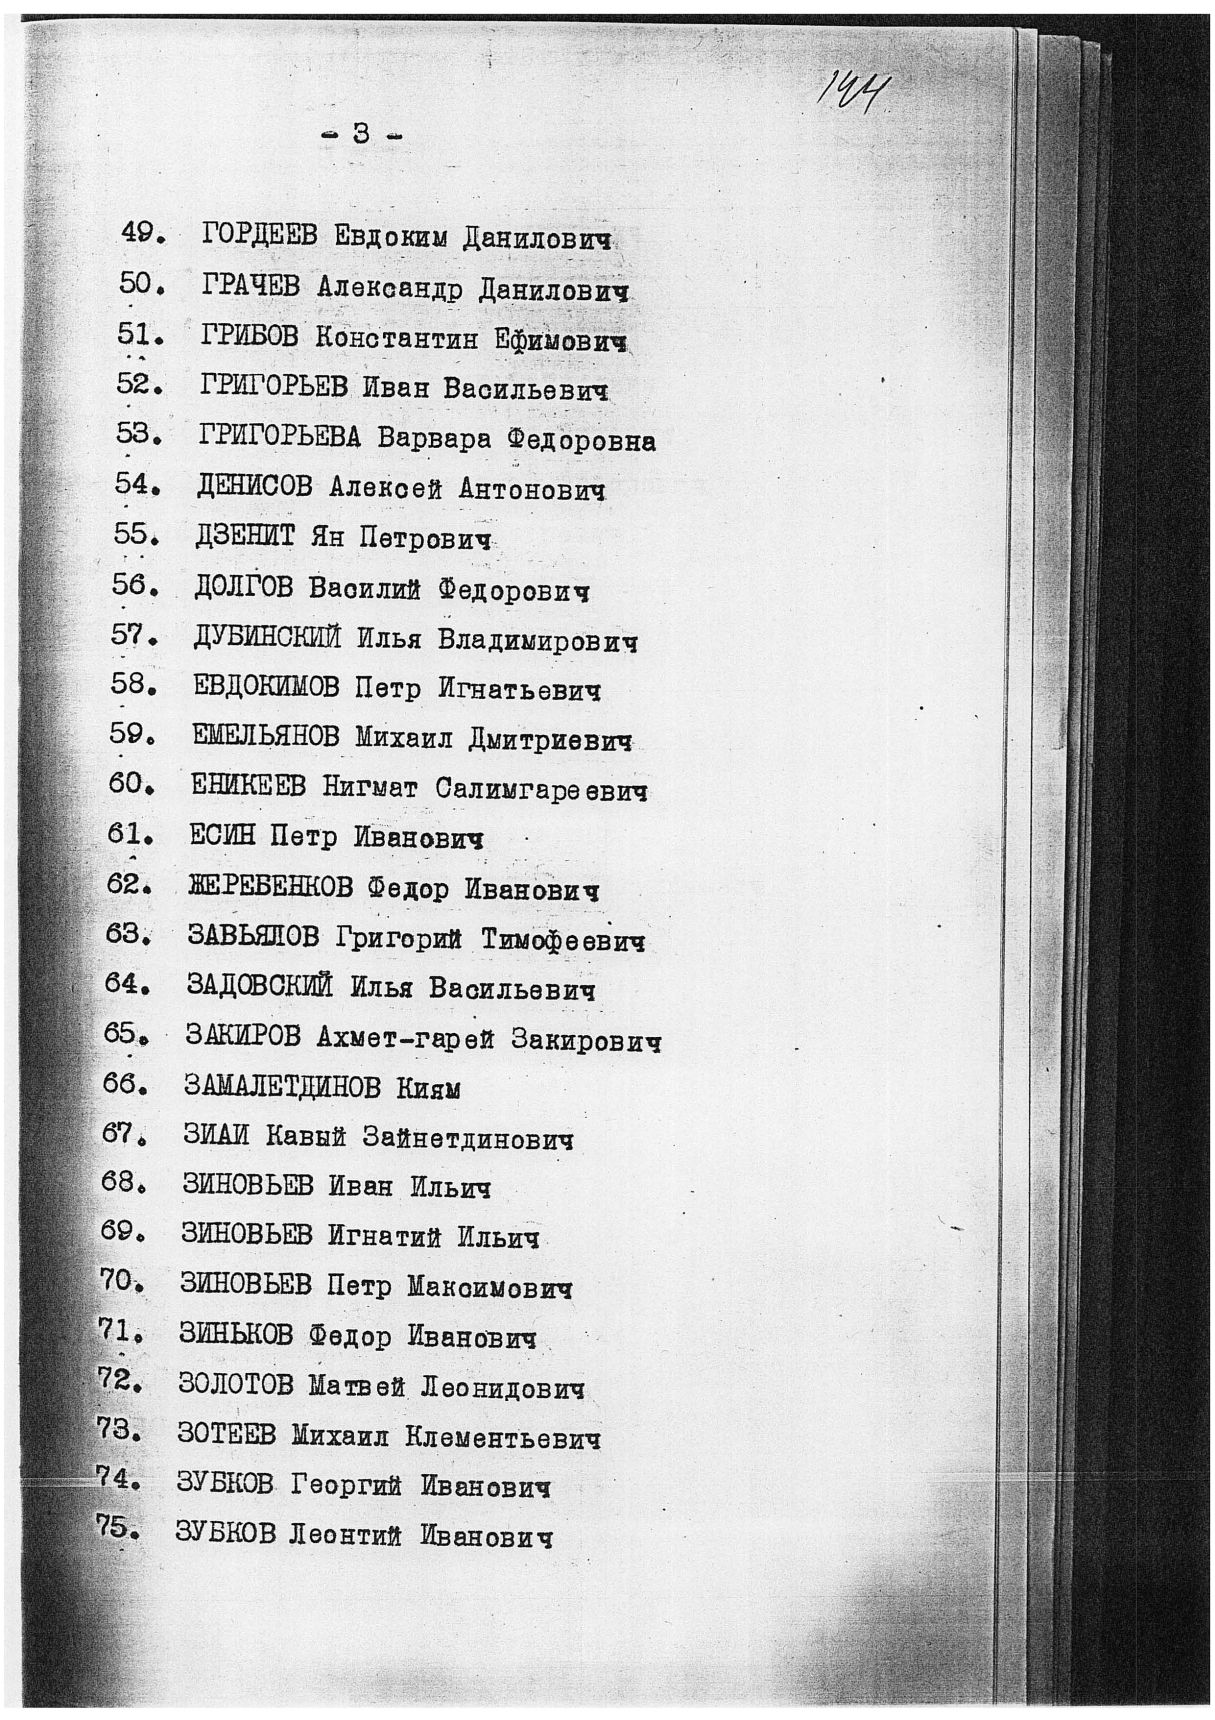 194
- 3 -
49. ГОРДЕЕВ Евдоким Данилович
50. ГРАЧЕВ Александр Данилович
51. ГРИБОВ Константин Ефимович
52. ГРИГОРЬЕВ Иван Васильевич
53. ГРИГОРЬЕВА Варвара Федоровна
54. ДЕНИСОВ Алексей Антонович
55. ДЗЕНИТ Ян Петрович
56. ДОЛГОВ Василий Федорович
57. ДУБИНСКИЙ Илья Владимирович
58. ЕВДОКИМОВ Петр Игнатьевич
59. ЕМЕЛЬЯНОВ Михаил Дмитриевич
60. ЕНИКЕЕВ Нигмат Салимгареевич
61. ЕСИН Петр Иванович
62. ЖЕРЕБЕНКОВ Федор Иванович
63. ЗАВЬЯЛОВ Григорий Тимофеевич
64. ЗАДОВСКИЙ Илья Васильевич
65. ЗАКИРОВ Ахмет-гарей Закирович
66. ЗАМАЛЕТДИНОВ Киям
67. ЗИАИ Кавый Зайнетдинович
68. ЗИНОВЬЕВ Иван Ильич
69. ЗИНОВЬЕВ Игнатий Ильич
70. ЗИНОВЬЕВ Петр Максимович
71. ЗИНЬКОВ Федор Иванович
72. ЗОЛОТОВ Матвей Леонидович
73. ЗОТЕЕВ Михаил Клементьевич
74. ЗУБКОВ Георгий Иванович
75. ЗУБКОВ Леонтий Иванович